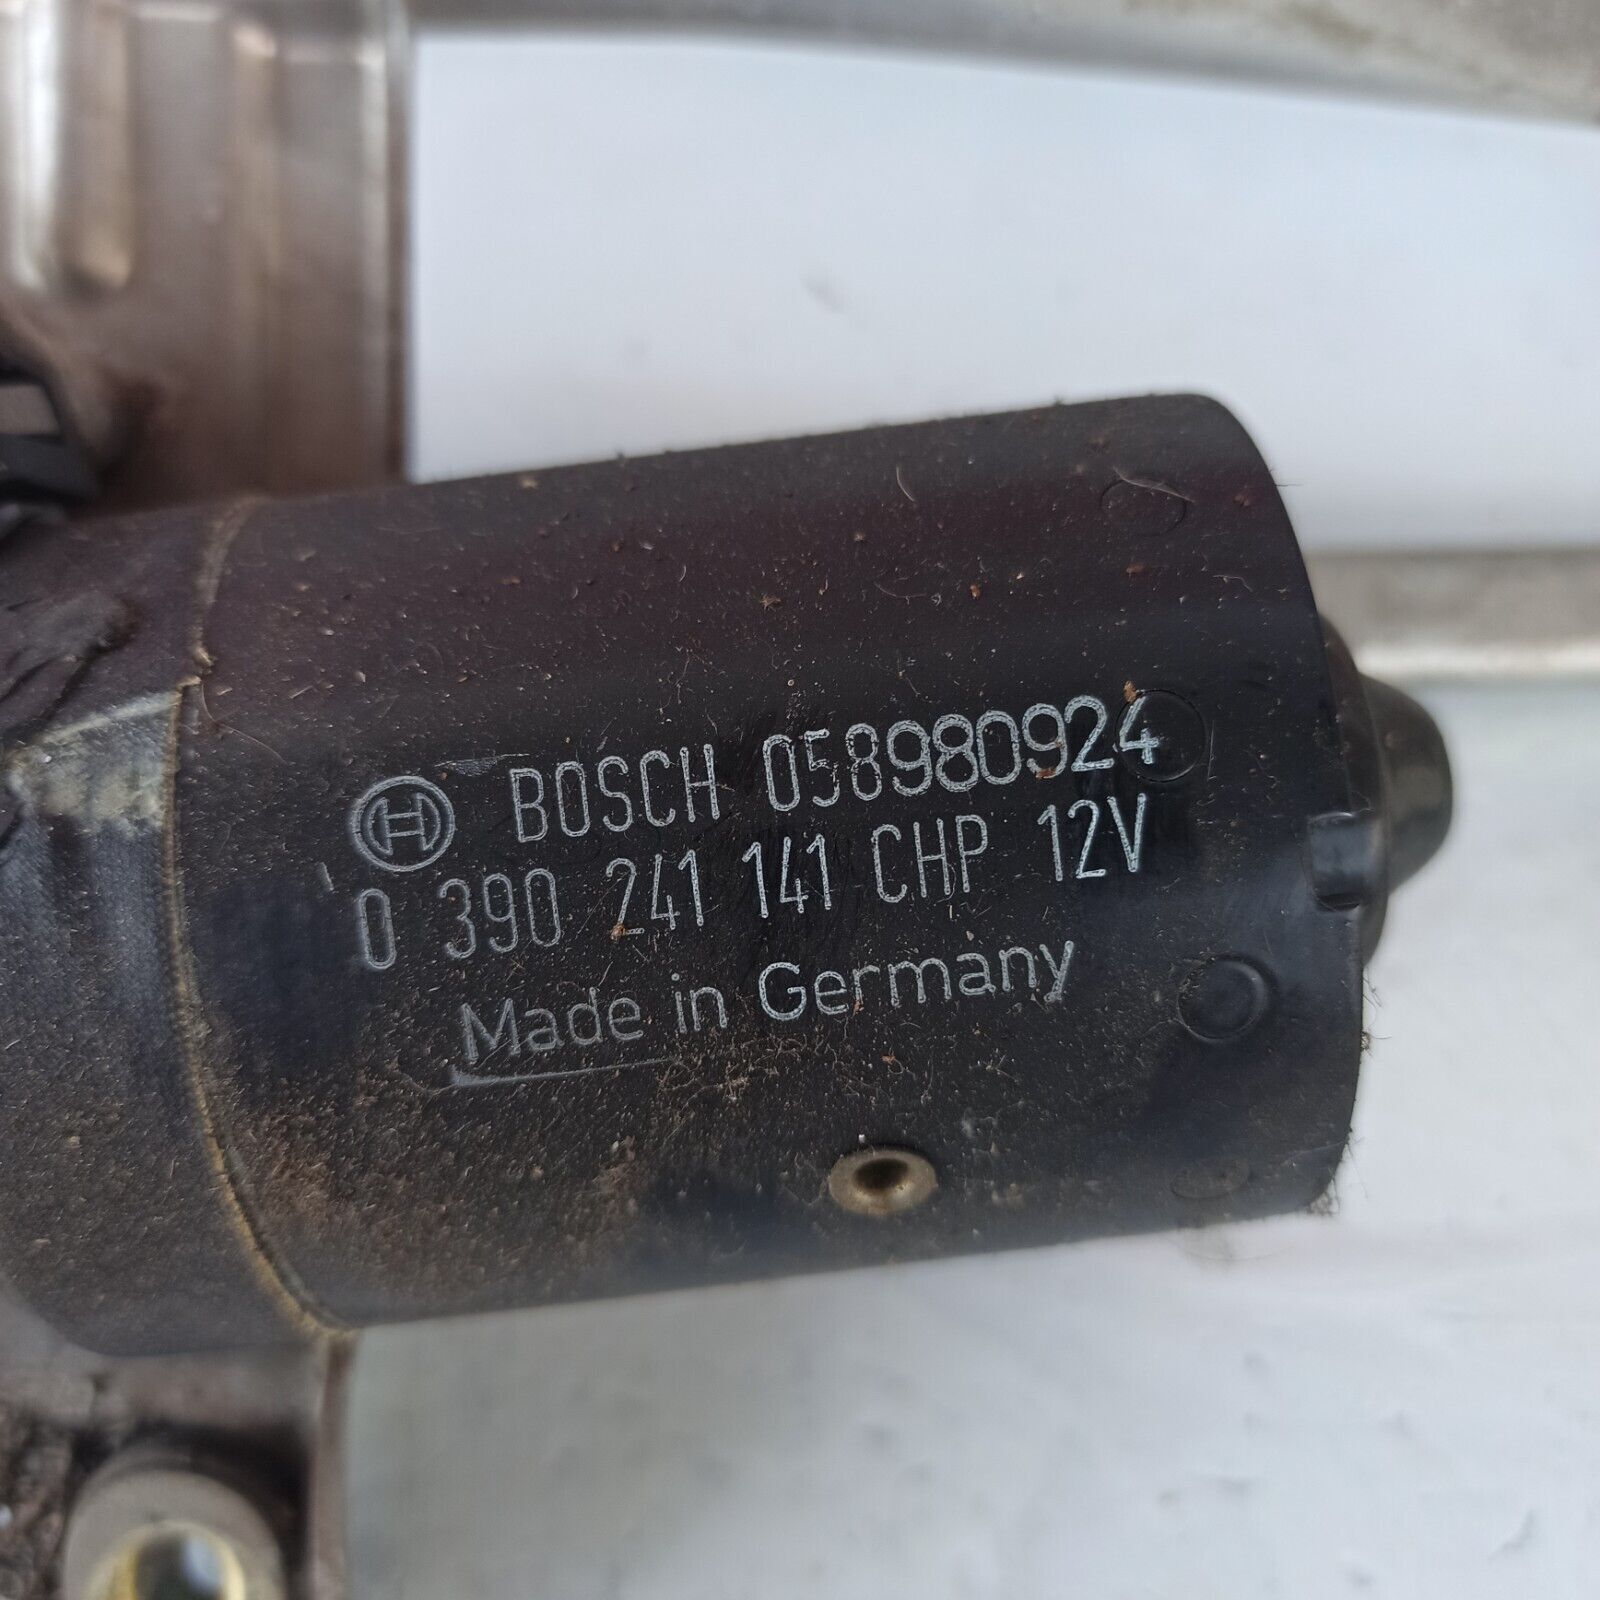 BOSCH 058980924
0 390 241 141 CHP 12V
Made in Germany